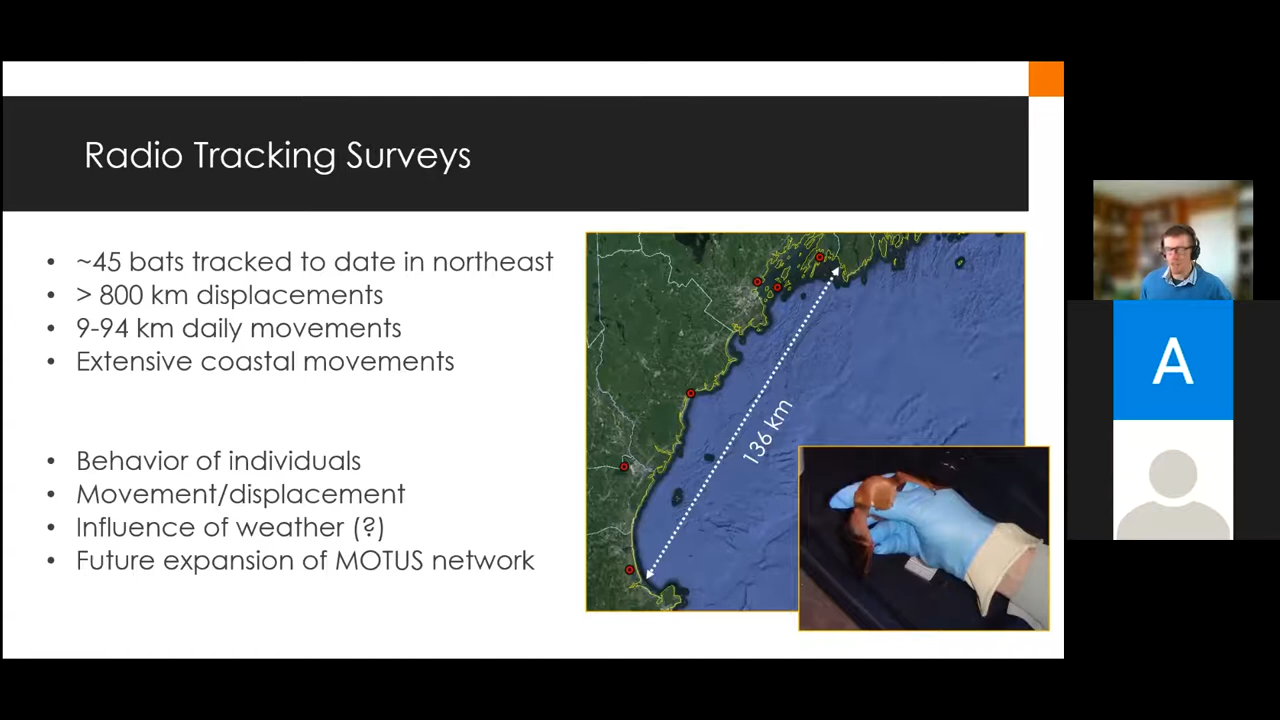 Radio Tracking Surveys
• ~45 bats tracked to date in northeast
• > 800 km displacements
• 9-94 km daily movements
• Extensive coastal movements
• Behavior of individuals
• Movement/displacement
• Influence of weather (?)
• Future expansion of MOTUS network
136 km
A